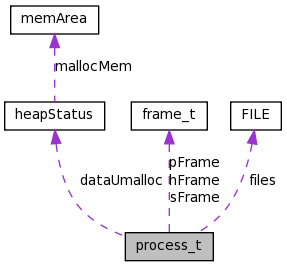 memArea
mallocMem
heapStatus
frame_t
FILE
pFrame
dataUmalloc
hFrame
files
sFrame
process_t